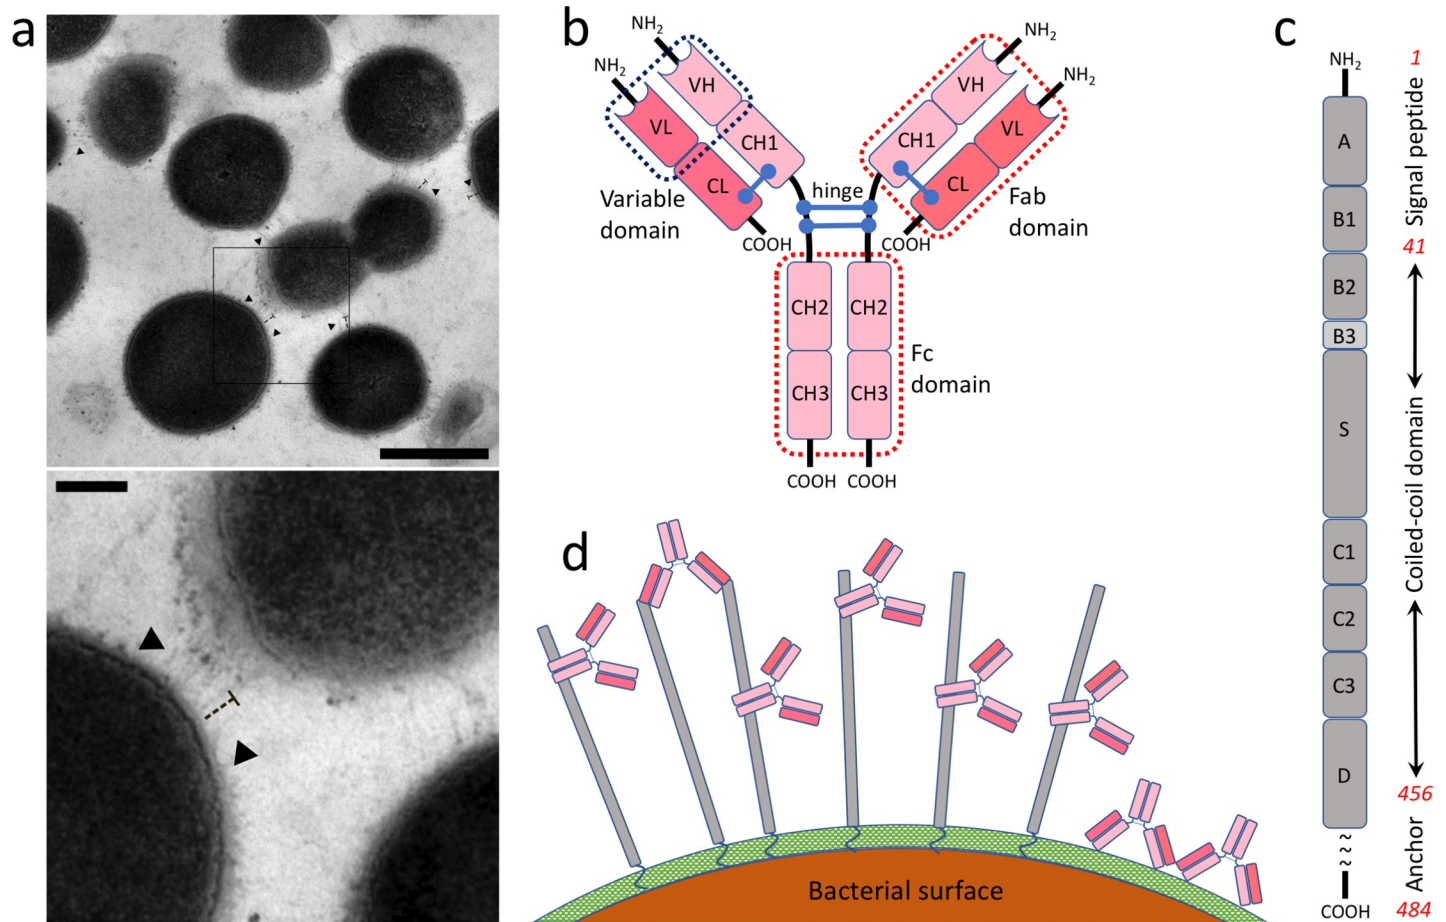 a
b
NH2
NH2
VH
VL
CH1
CL
Variable
domain
COOH
hinge
NH2
NH2
VH
VL
CH1
CL
Fab
domain
COOH
CH2
CH2
CH3
CH3
Fc
domain
COOH
COOH
c
NH2
A
B1
B2
B3
S
C1
C2
C3
D
~
~
~
COOH
1
Signal peptide
41
Coiled-coil domain
456
Anchor
484
d
Bacterial surface